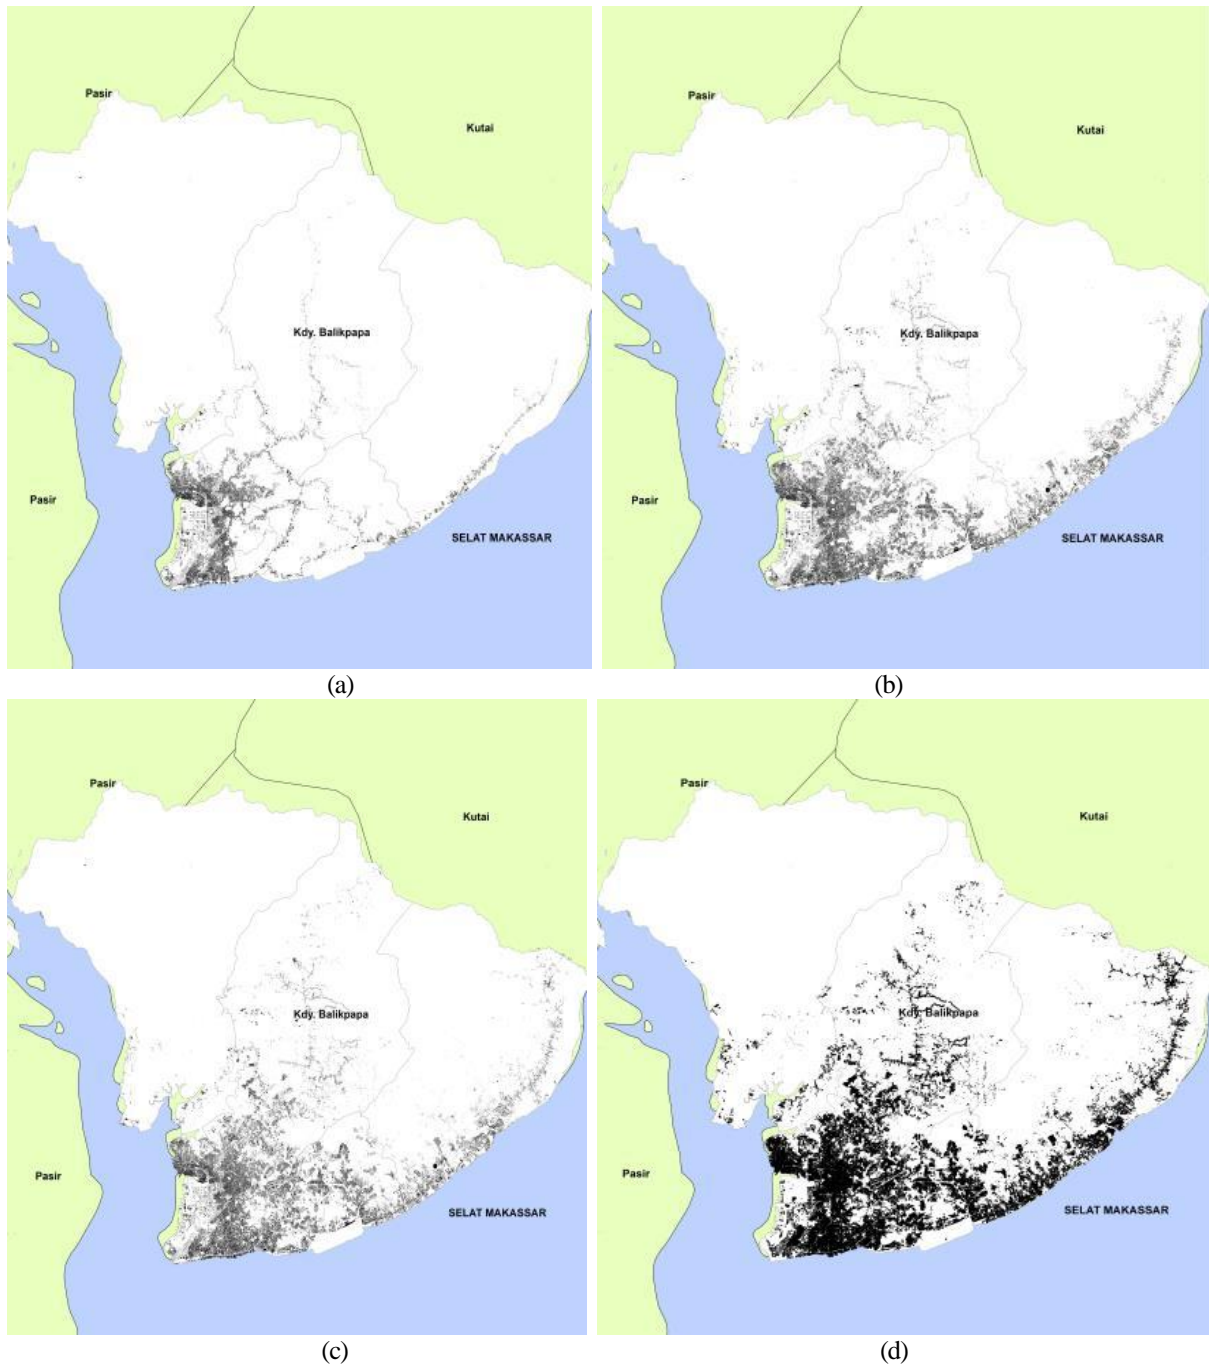 Pasir
Kutai
Kdy. Balikpapa
Pasir
SELAT MAKASSAR
(a)
Pasir
Kutai
Kdy. Balikpapa
Pasir
SELAT MAKASSAR
(b)
Pasir
Kutai
Kdy. Balikpapa
Pasir
SELAT MAKASSAR
(c)
Pasir
Kutai
Kdy. Balikpapa
Pasir
SELAT MAKASSAR
(d)